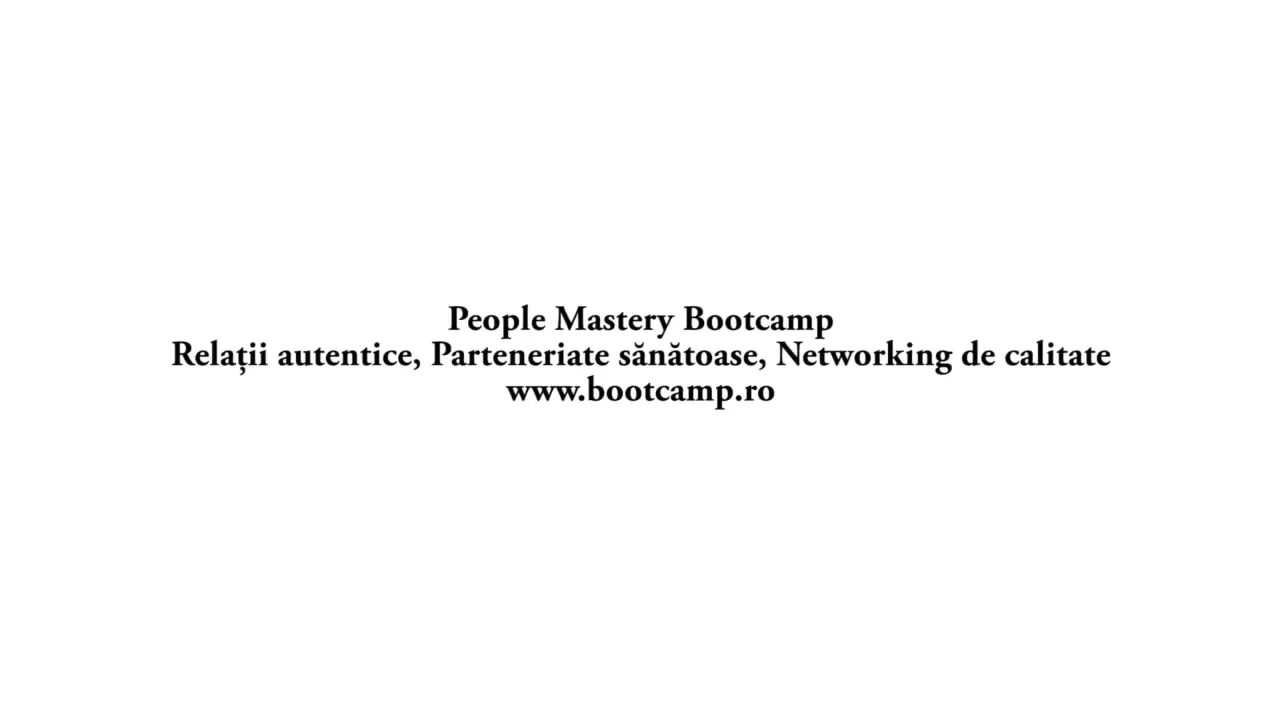 People Mastery Bootcamp
Relații autentice, Parteneriate sănătoase, Networking de calitate
www.bootcamp.ro